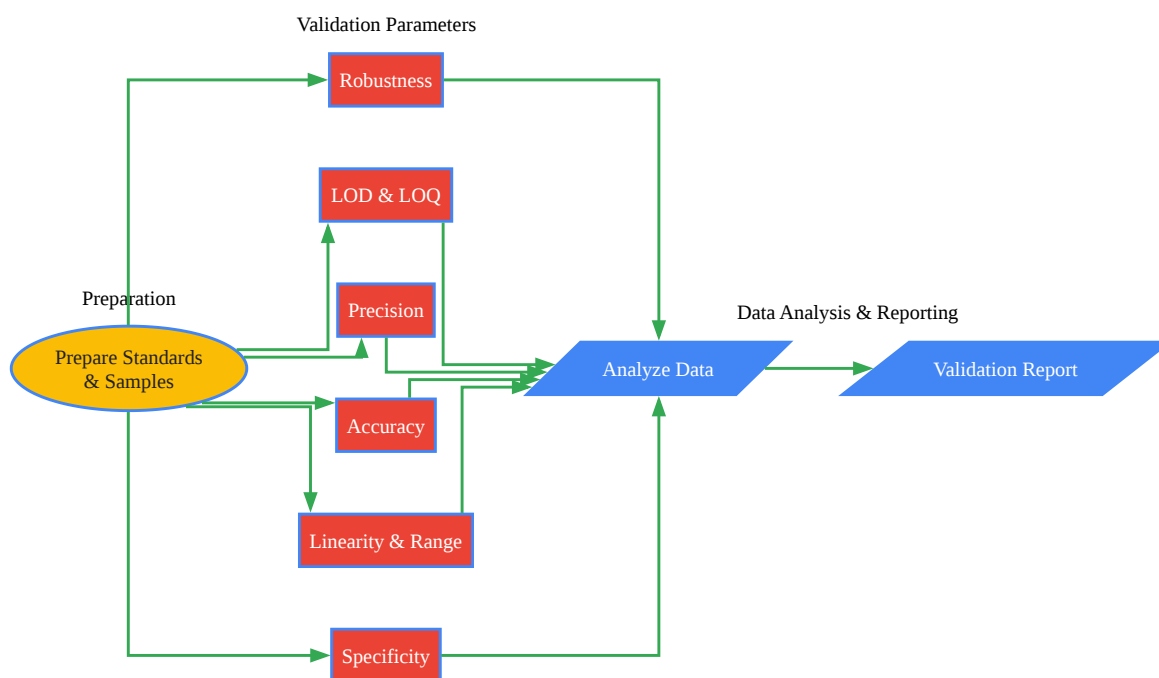 Validation Parameters
Robustness
LOD & LOQ
Preparation
Precision
Data Analysis & Reporting
Prepare Standards
& Samples
Analyze Data
Validation Report
Accuracy
Linearity & Range
Specificity